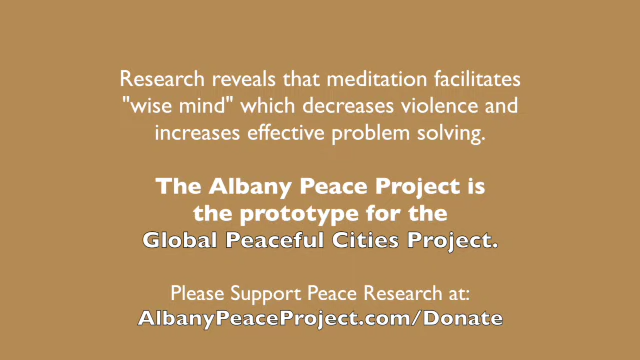 Research reveals that meditation facilitates
"wise mind" which decreases violence and
increases effective problem solving.
The Albany Peace Project is
the prototype for the
Global Peaceful Cities Project.
Please Support Peace Research at:
AlbanyPeaceProject.com/Donate